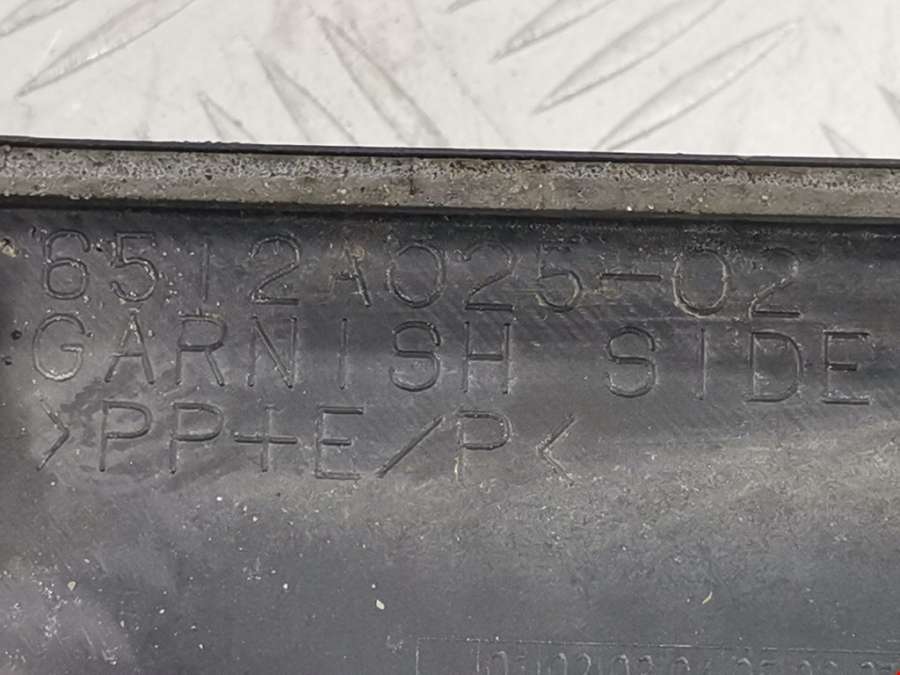 6512A025-02
GARNISH SIDE
>PP+E/P<